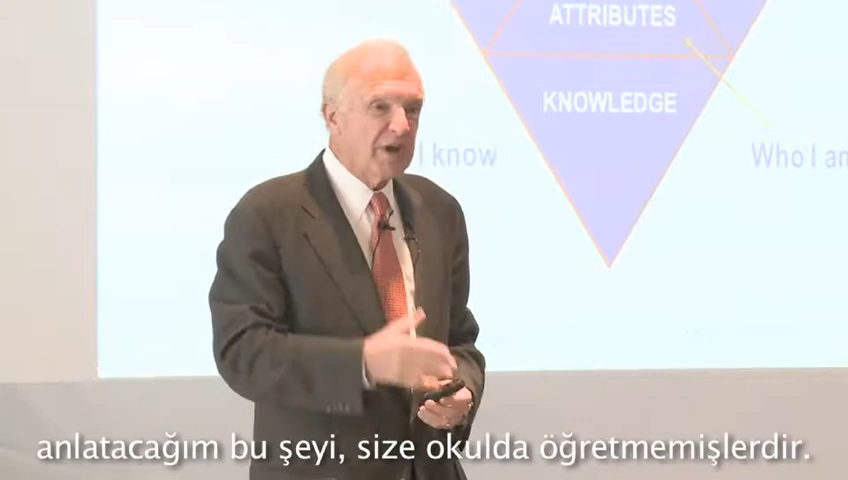 ATTRIBUTES
KNOWLEDGE
I know
Who I am
anlatacağım bu şeyi, size okulda öğretmemişlerdir.